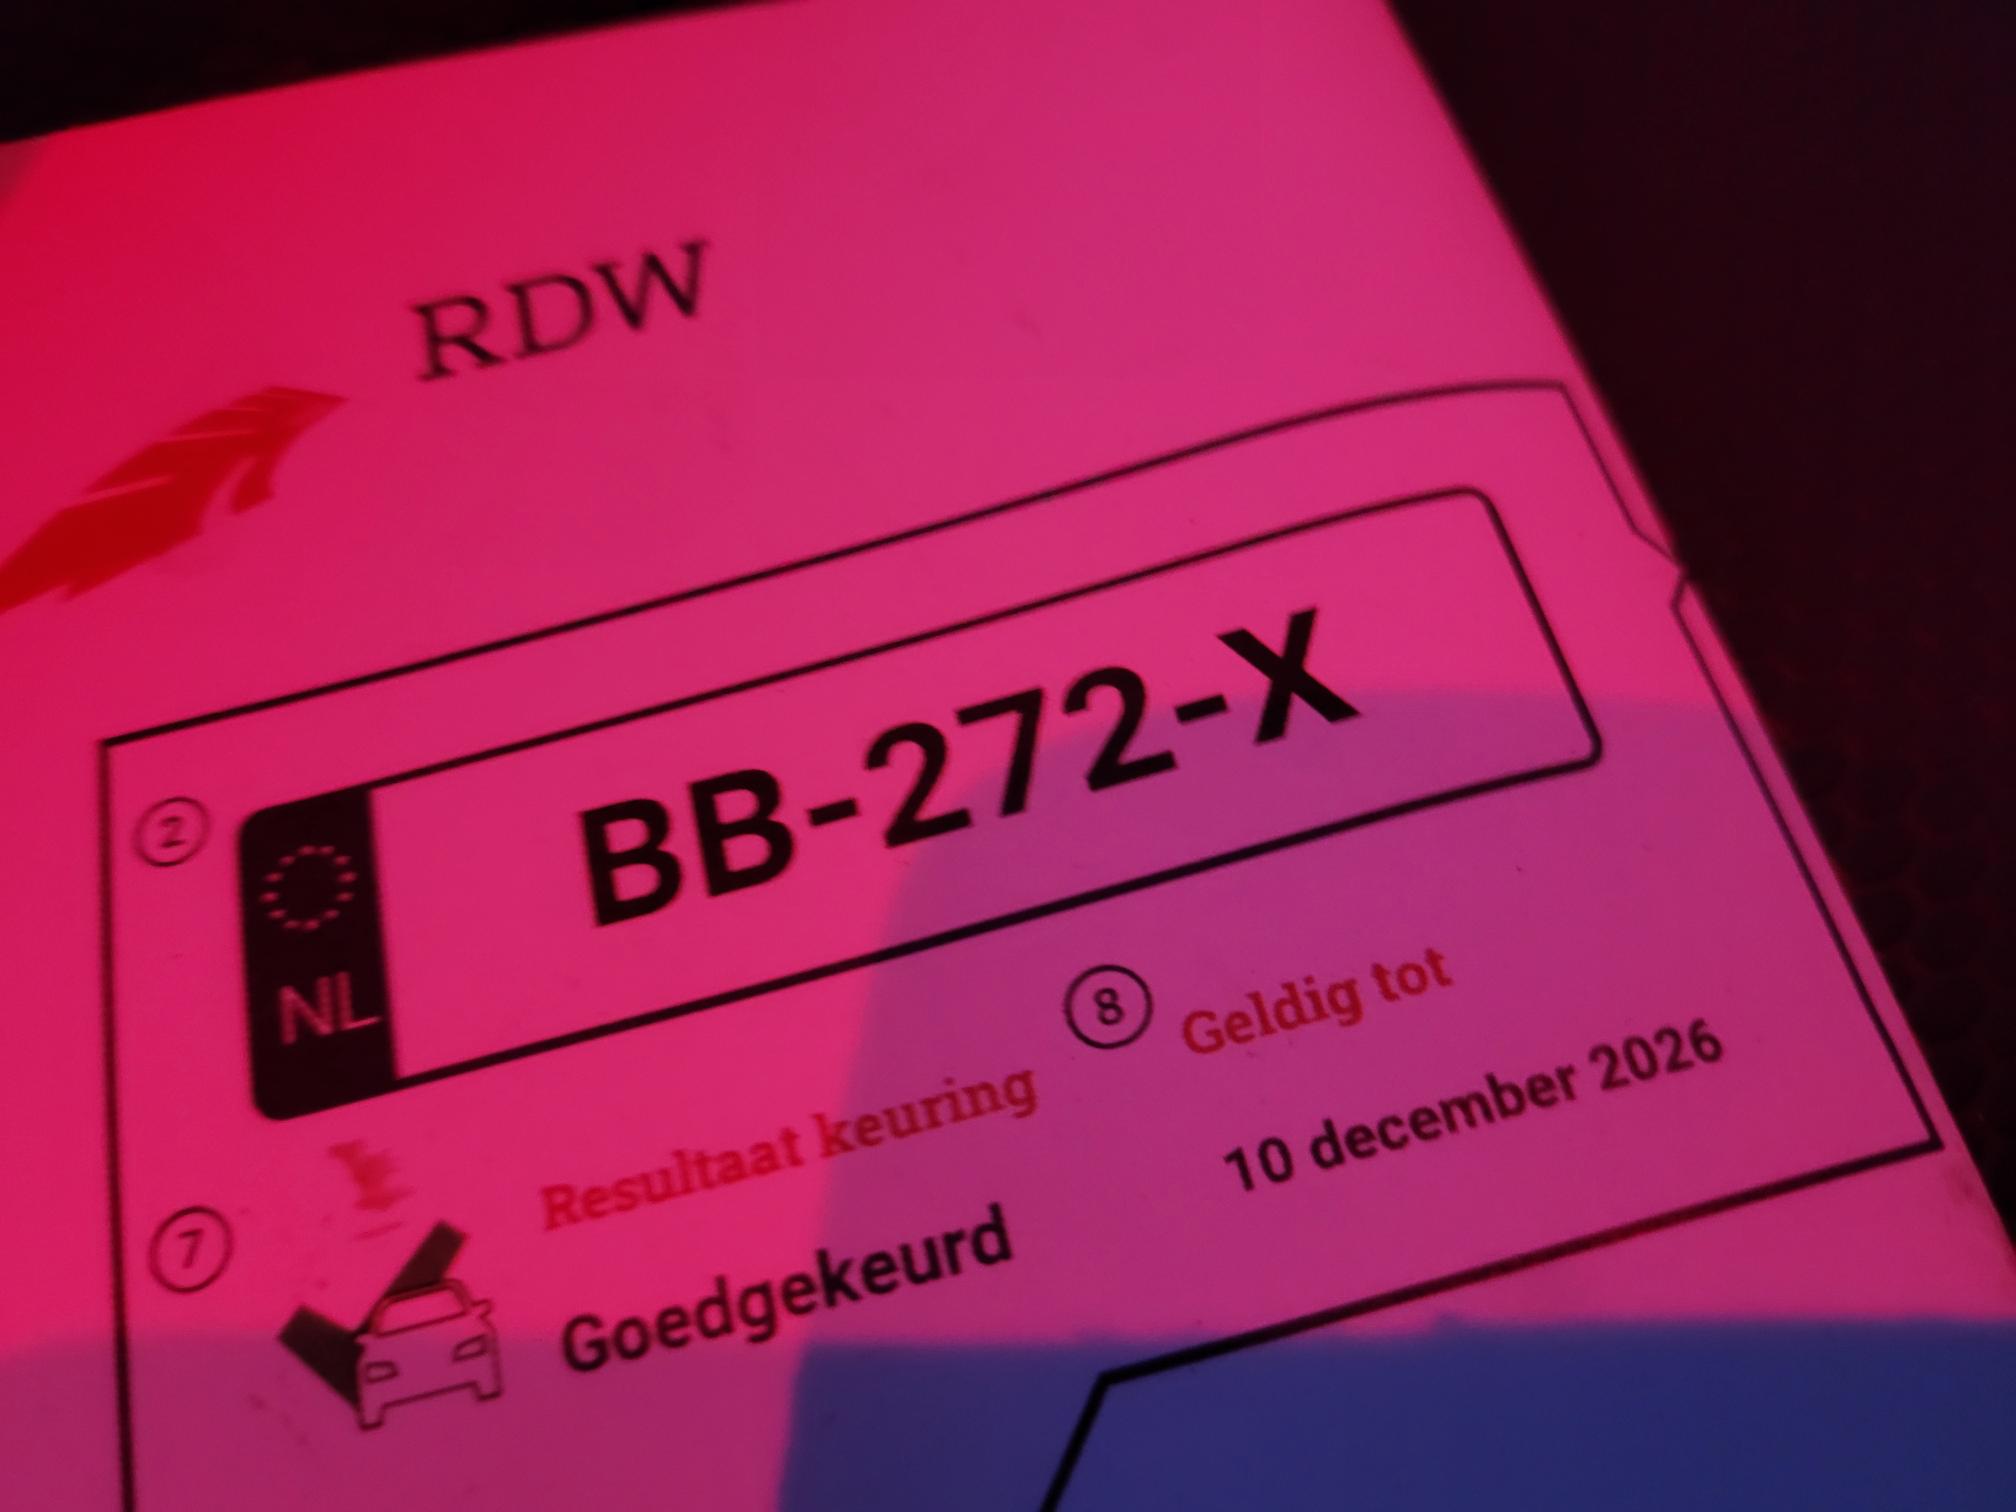 RDW
2
BB-272-X
NL
8 Geldig tot
10 december 2026
7 Resultaat keuring
Goedgekeurd